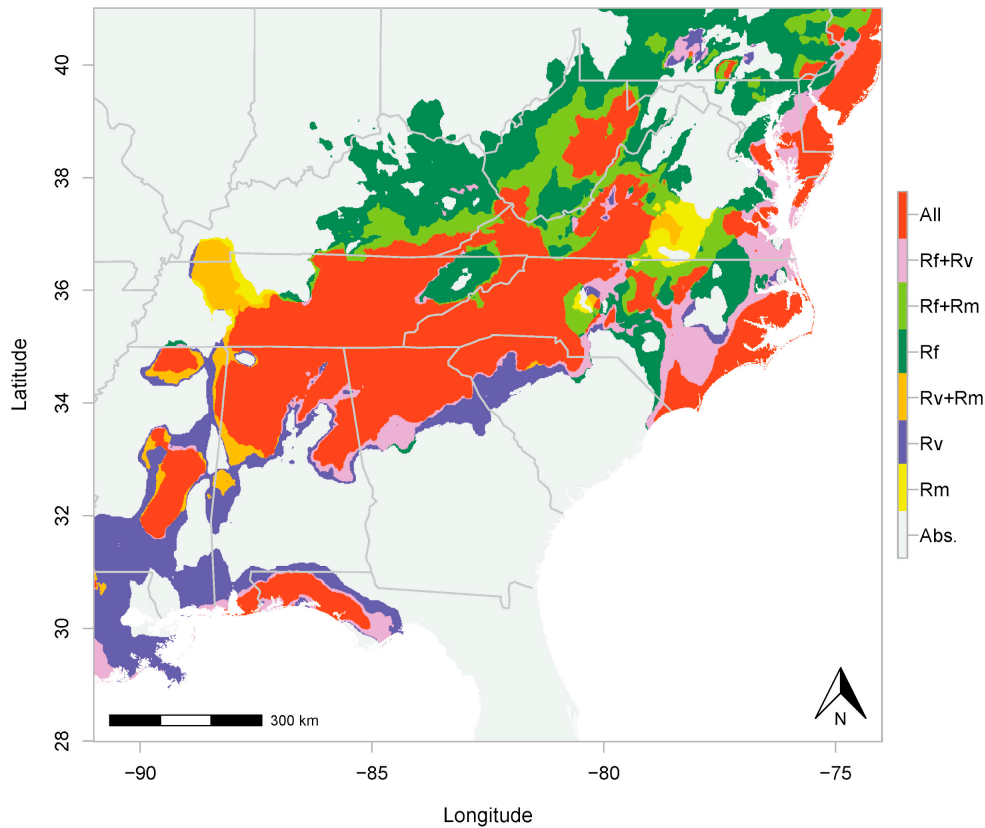 40
38
36
34
32
30
28
Latitude
−90
−85
−80
−75
Longitude
300 km
N
All
Rf+Rv
Rf+Rm
Rf
Rv+Rm
Rv
Rm
Abs.